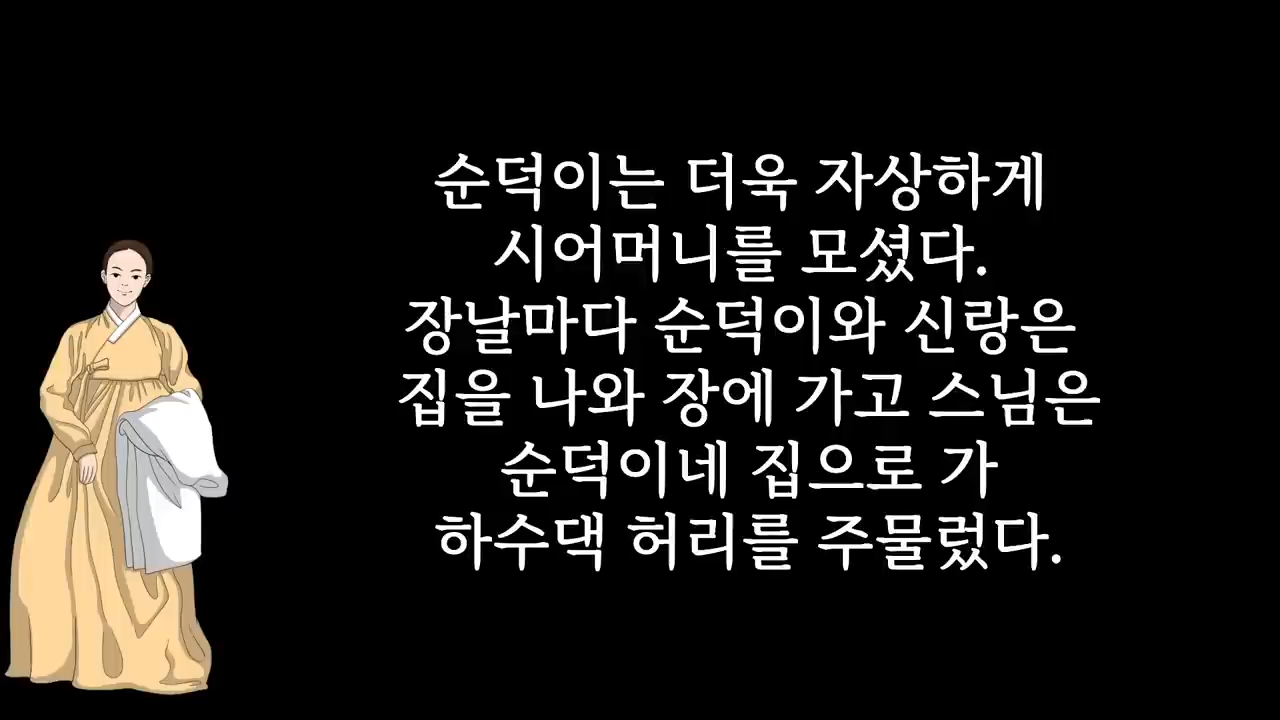 순덕이는 더욱 자상하게
시어머니를 모셨다.
장날마다 순덕이와 신랑은
집을 나와 장에 가고 스님은
순덕이네 집으로 가
하수댁 허리를 주물렀다.